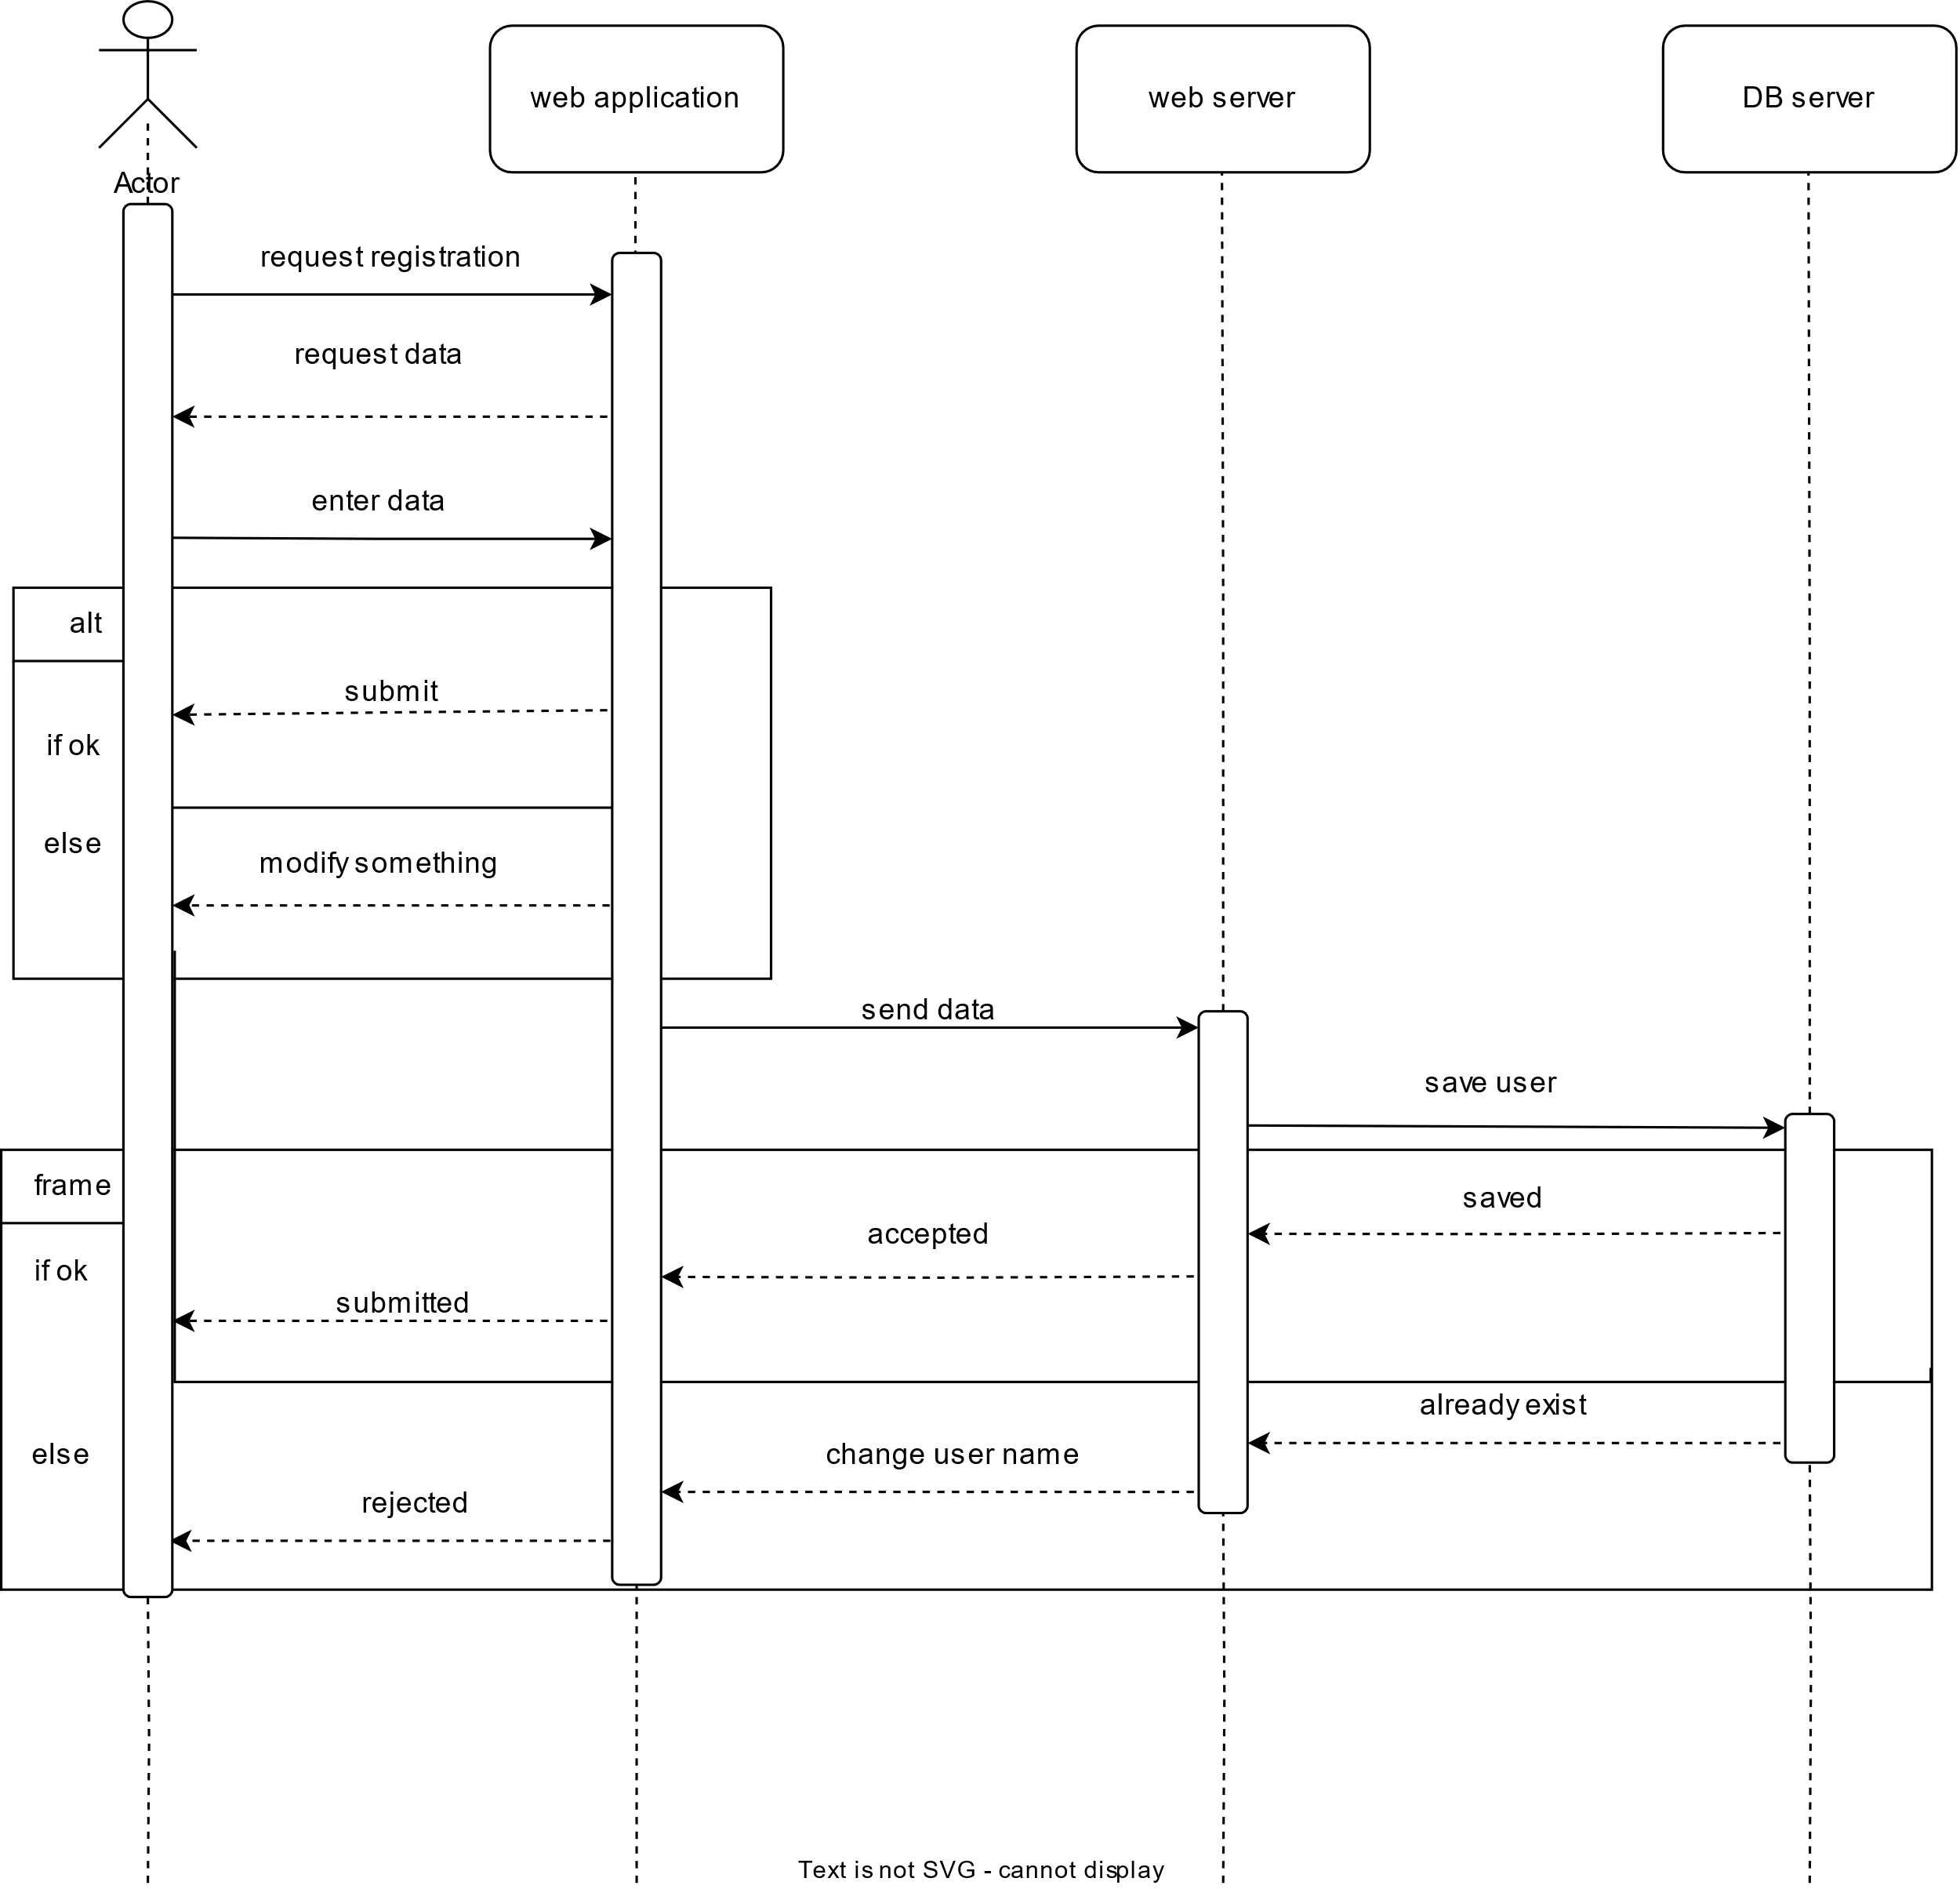 web application
web server
DB server
Actor
request registration
request data
enter data
alt
submit
if ok
else
modify something
send data
save user
frame
saved
accepted
if ok
submitted
already exist
else
change user name
rejected
Text is not SVG - cannot display